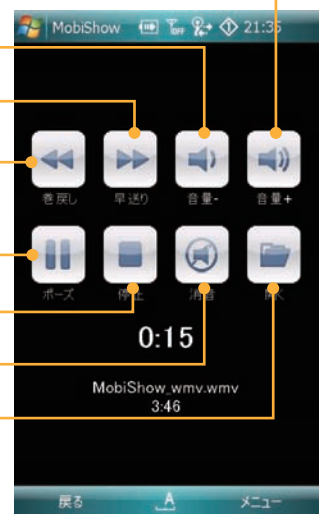 MobiShow OFF 21:35
巻戻し 早送り 音量- 音量+
ポーズ 停止 消音 開く
0:15
MobiShow_wmv.wmv
3:46
戻る A メニュー